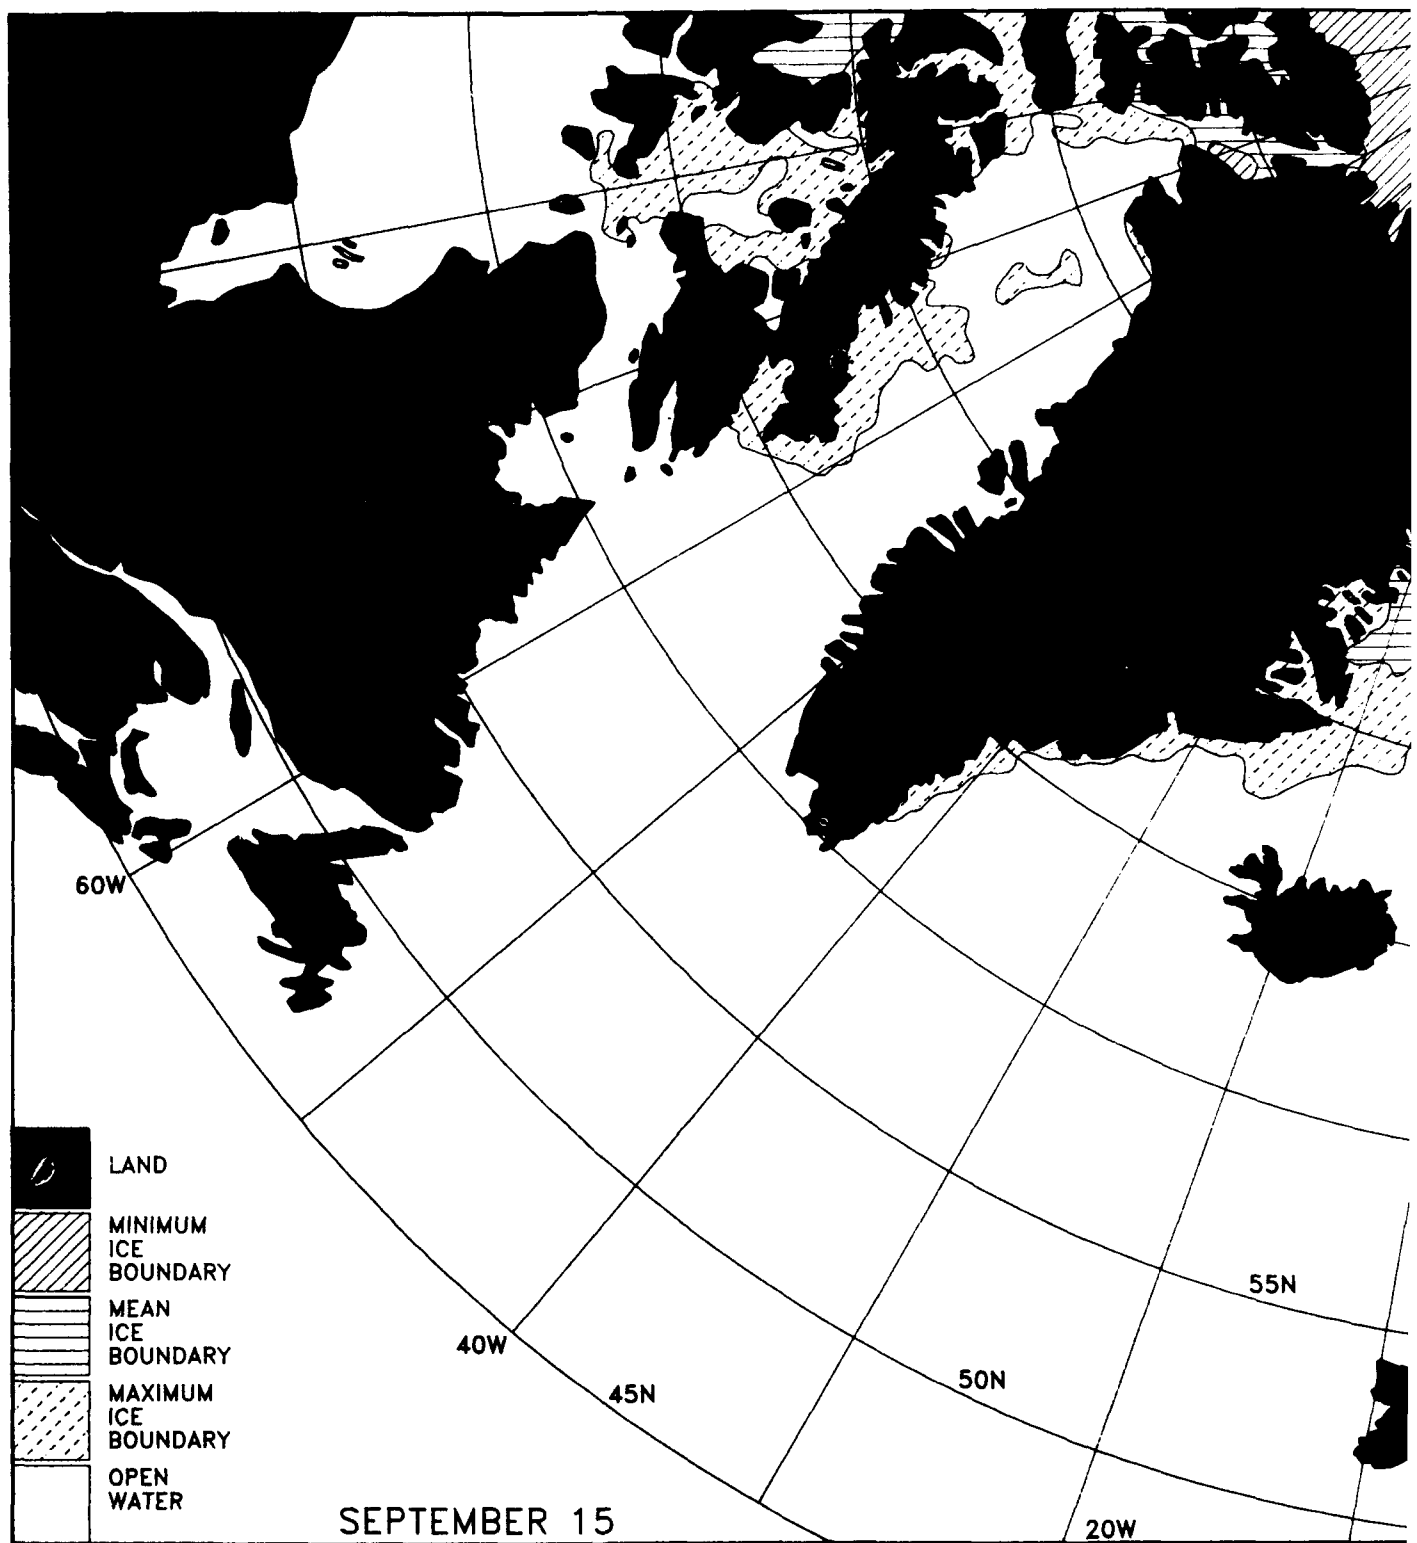 60W
LAND
MINIMUM
ICE
BOUNDARY
MEAN
ICE
BOUNDARY
MAXIMUM
ICE
BOUNDARY
OPEN
WATER
55N
40W
50N
45N
SEPTEMBER 15
20W